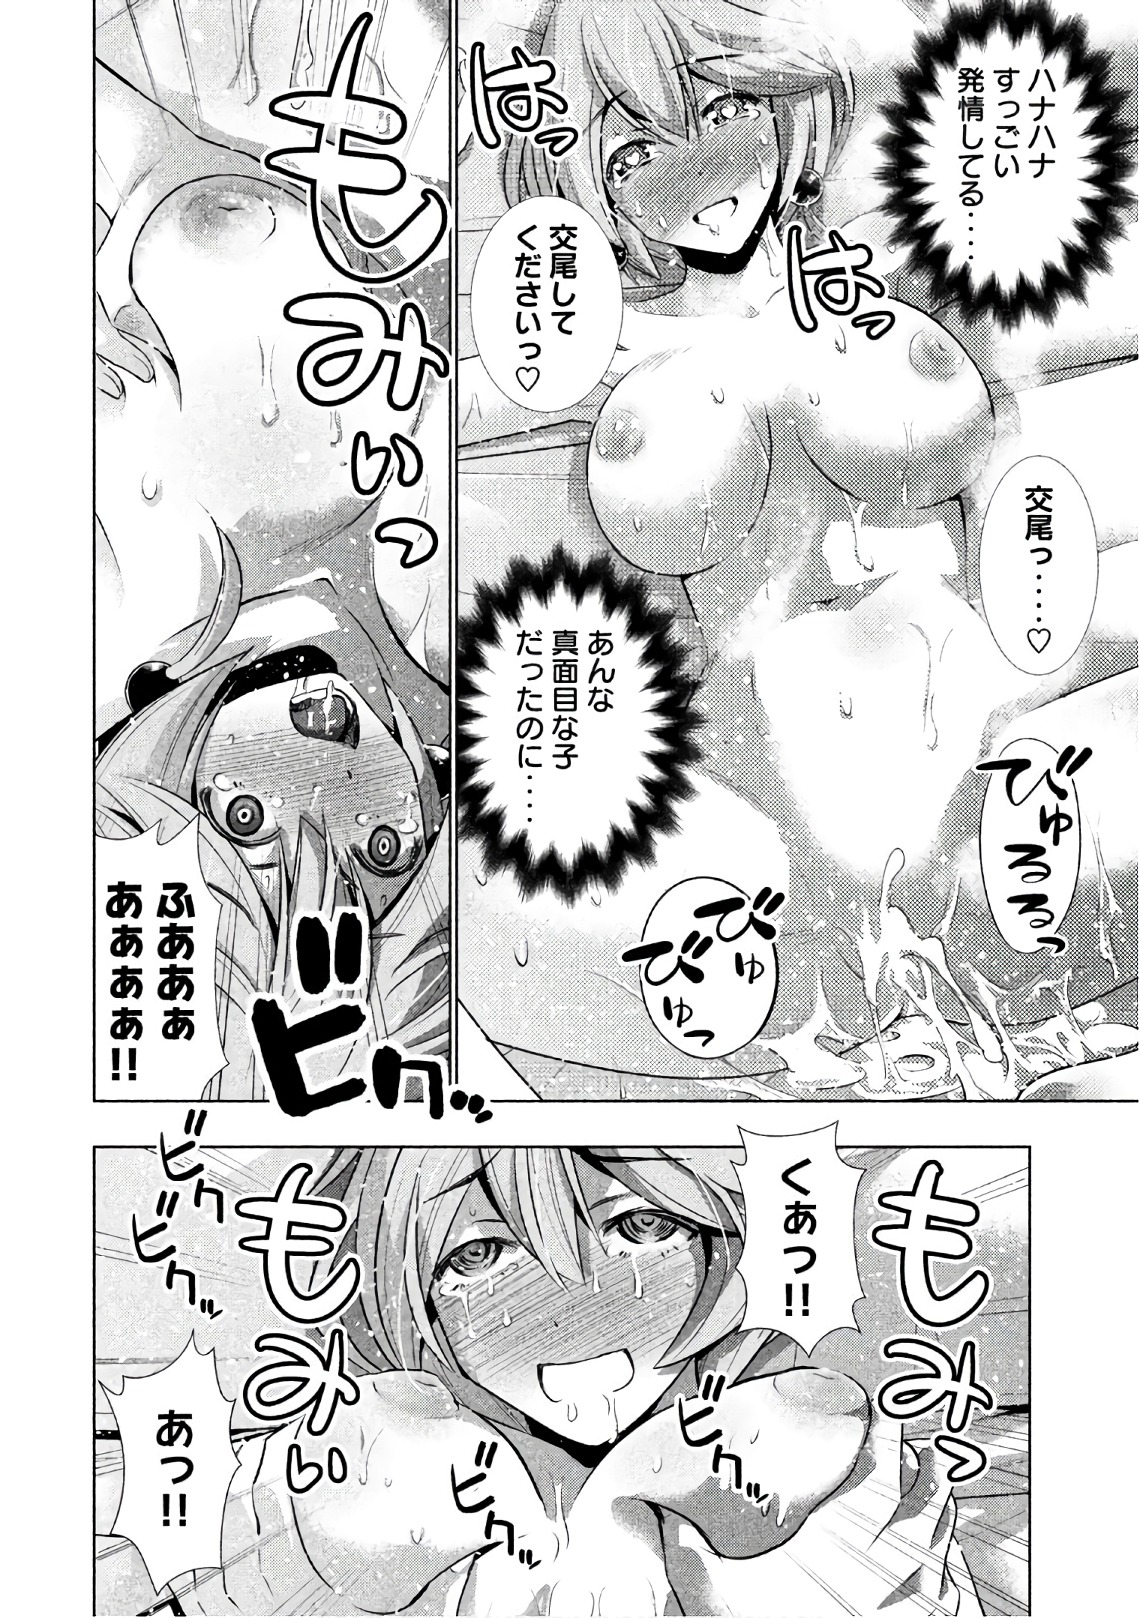 ハナハナ
すっごい
発情してる‥‥
はっ
はっ
交尾して
くださいっ♡
交尾っ‥‥♡
あんな
真面目な子
だったのに‥‥
びゅるるるっ
びゅ
びゅっ
もみぃっ
ふあああぁ
あぁぁぁぁ!!
ビクッ
くあっ!!
もみっ
もみぃ
ビクッ
ビクッ
ビクッ
ビクッ
あっ!!